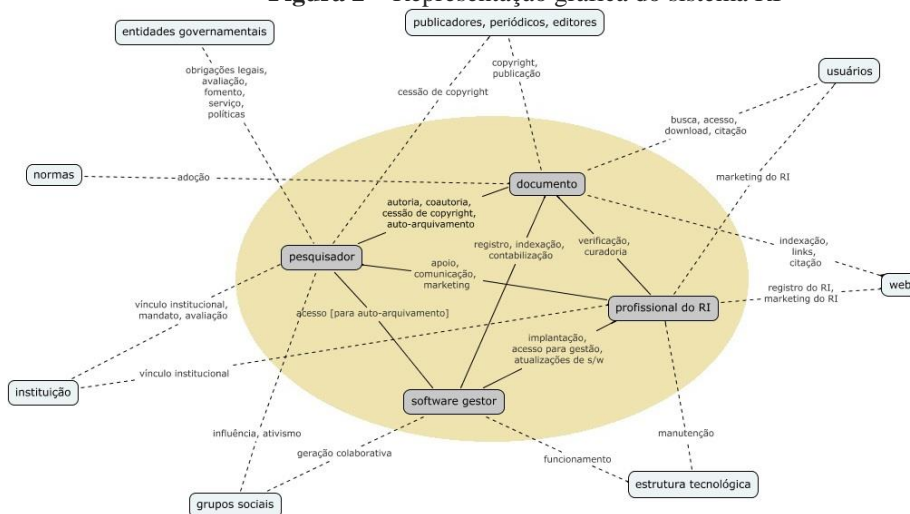 Figura 2 – Representação gráfica do sistema RI
publicadores, periódicos, editores
entidades governamentais
obrigações legais,
avaliação,
fomento,
serviço,
políticas
copyright,
publicação
usuários
cessão de copyright
busca, acesso,
download, citação
normas
adoção
documento
marketing do RI
autoria, coautoria,
cessão de copyright,
auto-arquivamento
registro, indexação,
contabilização
verificação,
curadoria
indexação,
links,
citação
pesquisador
apoio,
comunicação,
marketing
web
registro do RI,
marketing do RI
vínculo institucional,
mandato, avaliação
acesso [para auto-arquivamento]
profissional do RI
implantação,
acesso para gestão,
atualizações de s/w
vínculo institucional
instituição
software gestor
influência, ativismo
manutenção
geração colaborativa
funcionamento
estrutura tecnológica
grupos sociais